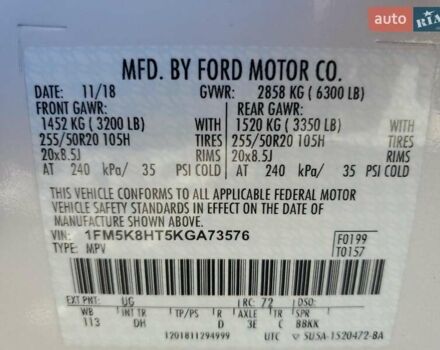 auto RIA
MFD. BY FORD MOTOR CO.
DATE: 11/18 GVWR: 2858 KG ( 6300 LB)
FRONT GAWR: REAR GAWR:
1452 KG ( 3200 LB) WITH 1520 KG ( 3350 LB) WITH
255/50R20 105H TIRES 255/50R20 105H TIRES
20x8.5J RIMS 20x8.5J RIMS
AT 240 kPa/ 35 PSI COLD AT 240 kPa/ 35 PSI COLD
THIS VEHICLE CONFORMS TO ALL APPLICABLE FEDERAL MOTOR
VEHICLE SAFETY AND
STANDARDS IN EFFECT ON THE DATE OF
MANUFACTURE SHOWN ABOVE.
VIN: 1FM5K8HT5KGA73576
TYPE: MPV
F0199
T0157
EXT PNT: UG RC: 72 DSO:
WB INT TR TP/PS R AXLE TR SPR
113 DH D 3E C BBKK
1201811294999 UTC SU5A-1520472-BA